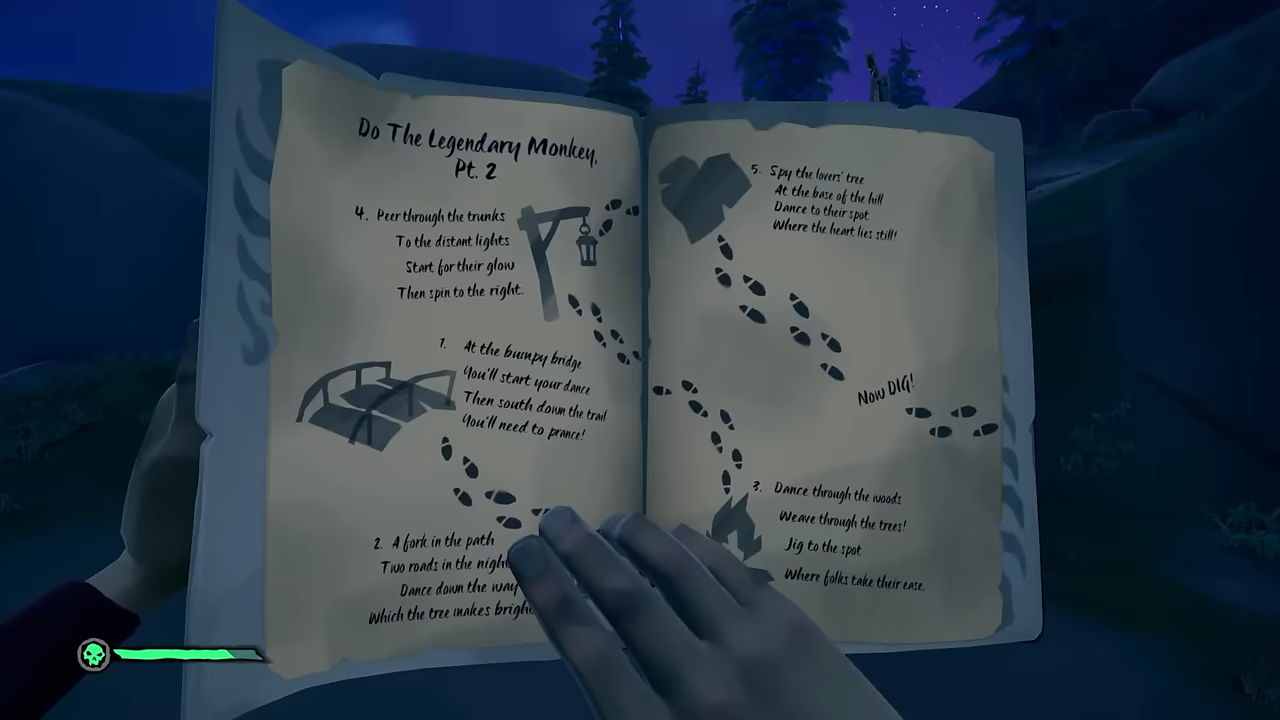 Do The Legendary Monkey,
Pt. 2
4. Peer through the trunks
To the distant lights
Start for their glow
Then spin to the right.
1. At the bumpy bridge
You'll start your dance
Then south down the trail
You'll need to prance!
2. A fork in the path
Two roads in the nigh
Dance down the way
Which the tree makes brigh
5. Spy the lovers' tree
At the base of the hill
Dance to their spot
Where the heart lies still!
Now DIG!
3. Dance through the woods
Weave through the trees!
Jig to the spot
Where folks take their ease.